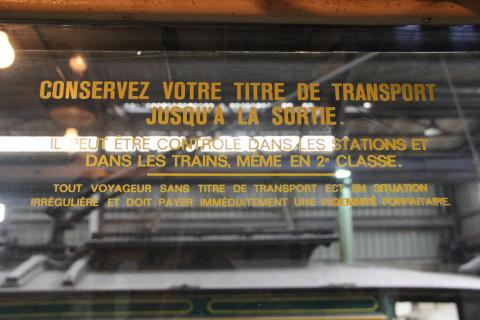 CONSERVEZ VOTRE TITRE DE TRANSPORT
JUSQU'A LA SORTIE.
IL PEUT ÊTRE CONTRÔLÉ DANS LES STATIONS ET
DANS LES TRAINS, MÊME EN 2e CLASSE.
TOUT VOYAGEUR SANS TITRE DE TRANSPORT EST EN SITUATION
IRRÉGULIÈRE ET DOIT PAYER IMMÉDIATEMENT UNE INDEMNITÉ FORFAITAIRE.